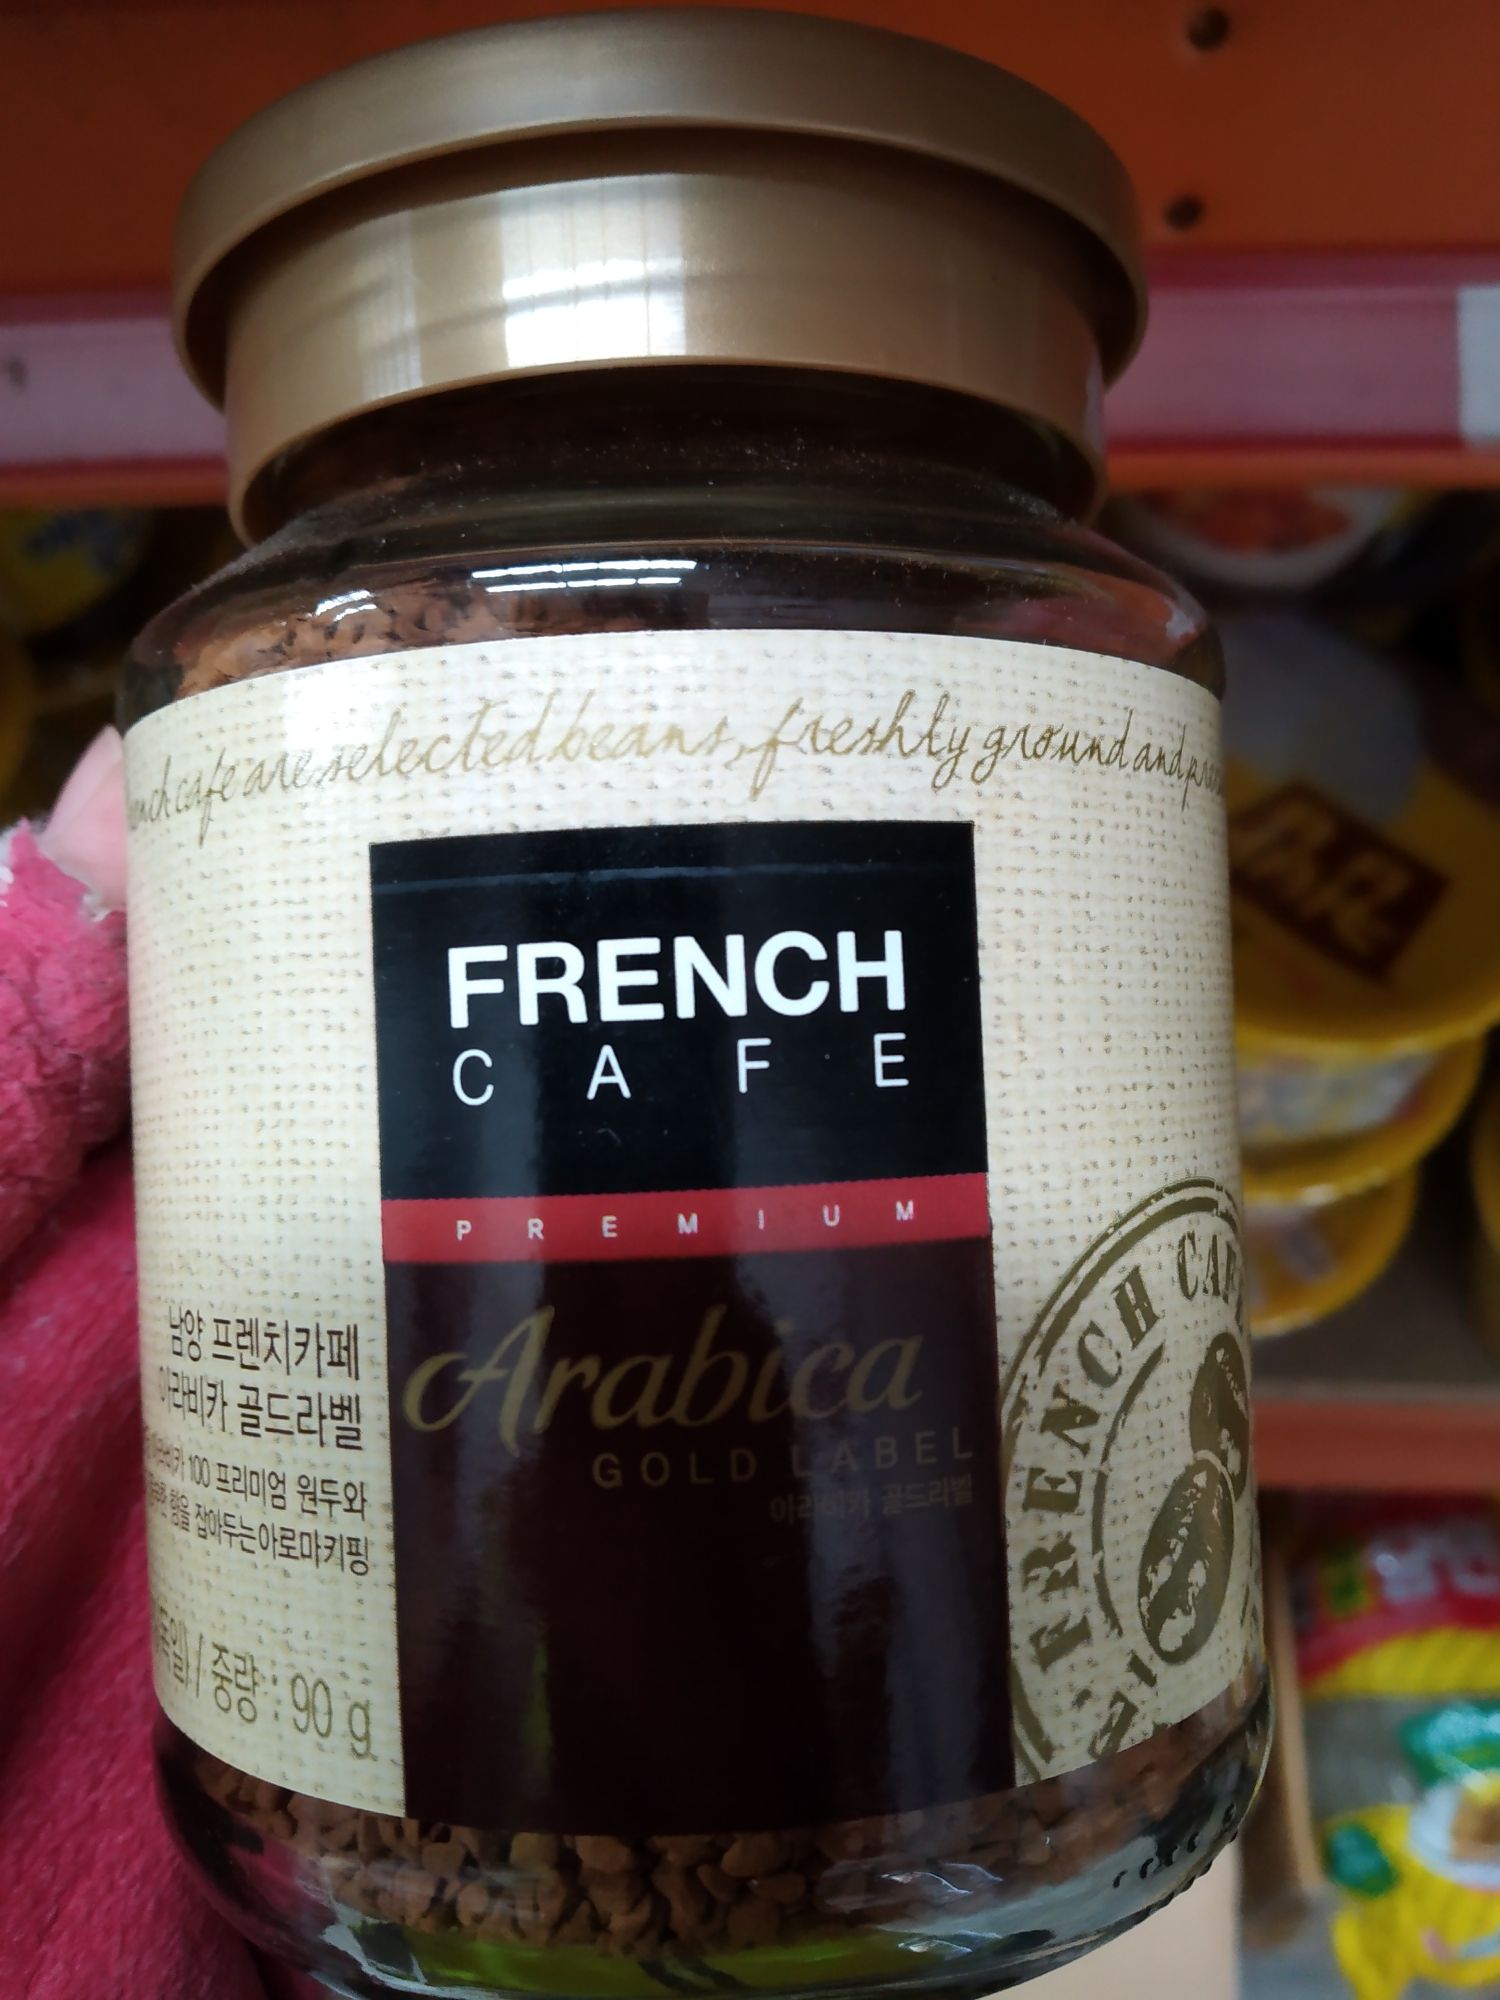 cafe are selected beans, freshly ground and
FRENCH
CAFE
PREMIUM
Arabica
GOLD LABEL
아라비카 골드라벨
남양 프렌치카페
아라비카 골드라벨
100 프리미엄 원두와
향을 잡아두는 아로마키핑
/ 중량 : 90 g
FRENCH CAFE